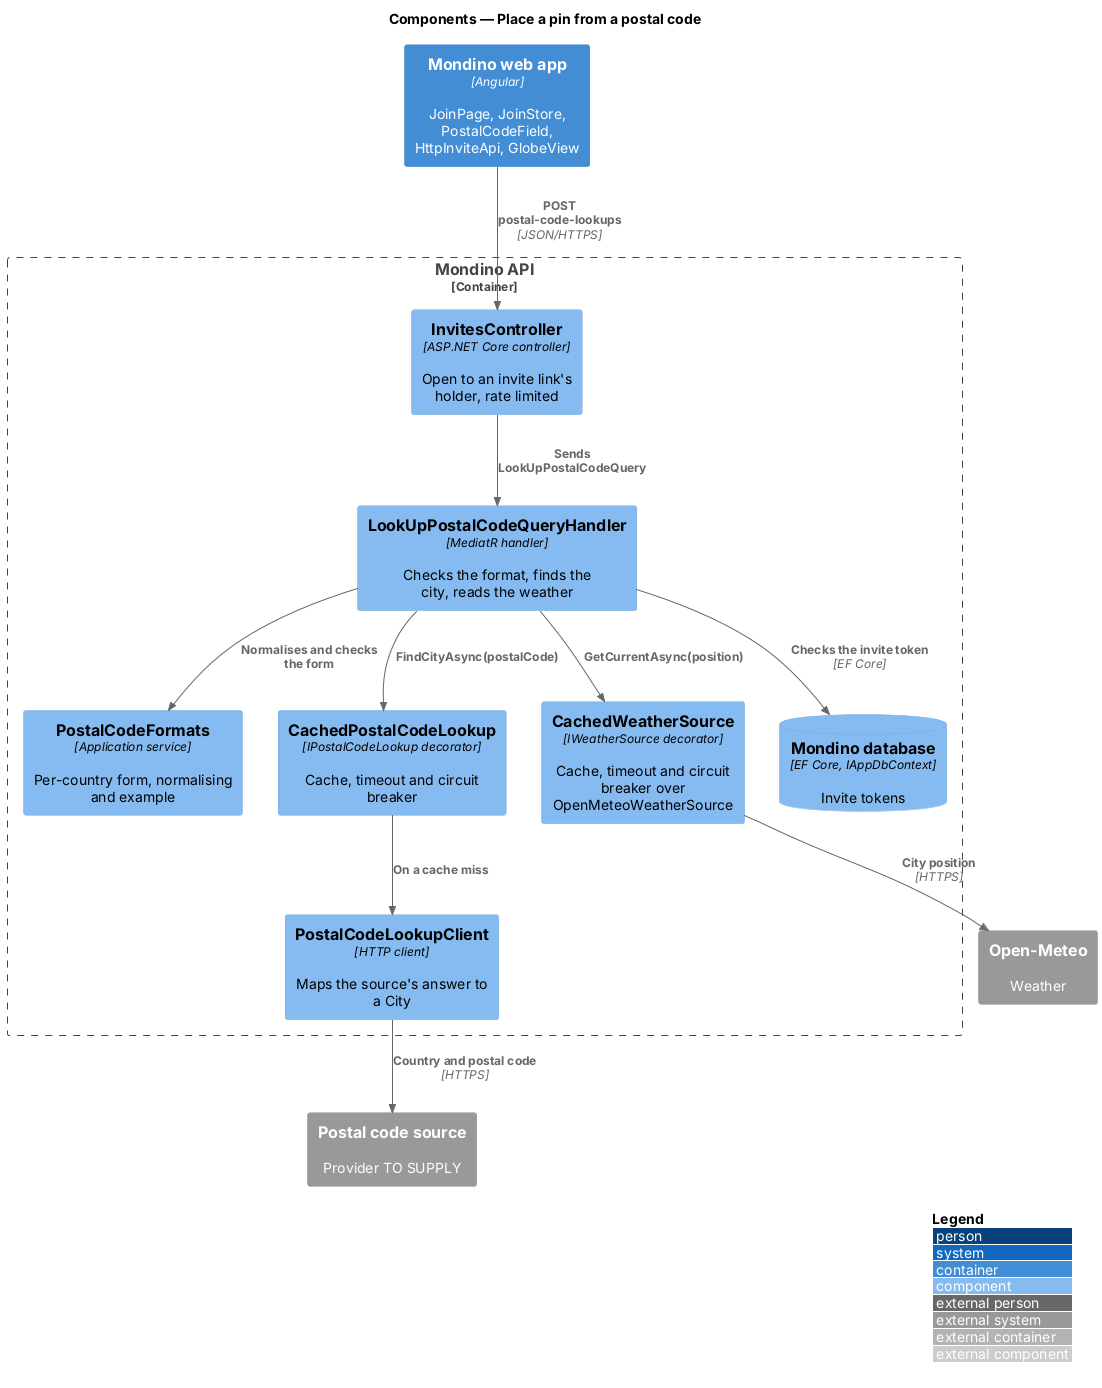 Components — Place a pin from a postal code
Mondino web app
[Angular]
JoinPage, JoinStore,
PostalCodeField,
HttpInviteApi, GlobeView
POST
postal-code-lookups
[JSON/HTTPS]
Mondino API
[Container]
InvitesController
[ASP.NET Core controller]
Open to an invite link's
holder, rate limited
Sends
LookUpPostalCodeQuery
LookUpPostalCodeQueryHandler
[MediatR handler]
Checks the format, finds the
city, reads the weather
Normalises and checks
the form
FindCityAsync(postalCode)
GetCurrentAsync(position)
Checks the invite token
[EF Core]
PostalCodeFormats
[Application service]
Per-country form, normalising
and example
CachedPostalCodeLookup
[IPostalCodeLookup decorator]
Cache, timeout and circuit
breaker
CachedWeatherSource
[IWeatherSource decorator]
Cache, timeout and circuit
breaker over
OpenMeteoWeatherSource
Mondino database
[EF Core, IAppDbContext]
Invite tokens
On a cache miss
City position
[HTTPS]
PostalCodeLookupClient
[HTTP client]
Maps the source's answer to
a City
Open-Meteo
Weather
Country and postal code
[HTTPS]
Postal code source
Provider TO SUPPLY
Legend
person
system
container
component
external person
external system
external container
external component